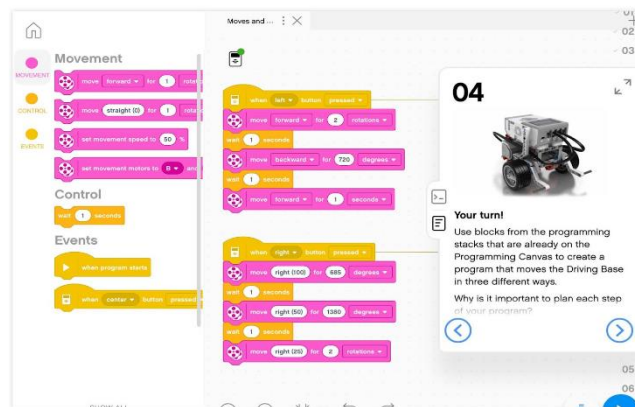 Moves and ...
01
02
03
MOVEMENT
CONTROL
EVENTS
Movement
move forward for 1
move straight (0) for 1
set movement speed to 50 %
set movement motors to B and
Control
wait 1 seconds
Events
when program starts
when center button pressed
when left button pressed
move forward for 2 rotations
wait 1 seconds
move backward for 720 degrees
wait 1 seconds
move forward for 1 seconds
when right button pressed
move right (100) for 685 degrees
wait 1 seconds
move right (50) for 1380 degrees
wait 1 seconds
move right (25) for 2 rotations
04
Your turn!
Use blocks from the programming
stacks that are already on the
Programming Canvas to create a
program that moves the Driving Base
in three different ways.
Why is it important to plan each step
of your program?
05
06